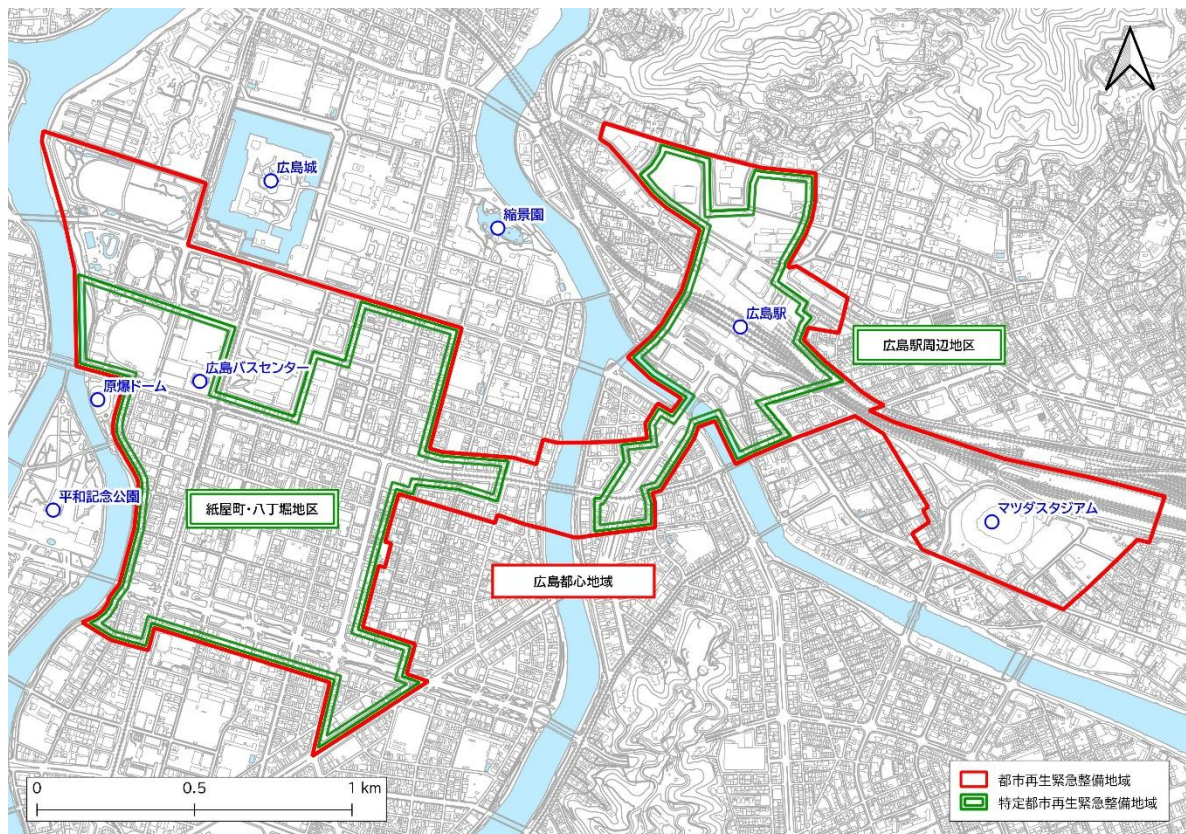 広島城
縮景園
広島駅
広島駅周辺地区
広島バスセンター
原爆ドーム
平和記念公園
紙屋町・八丁堀地区
マツダスタジアム
広島都心地域
0
0.5
1 km
都市再生緊急整備地域
特定都市再生緊急整備地域